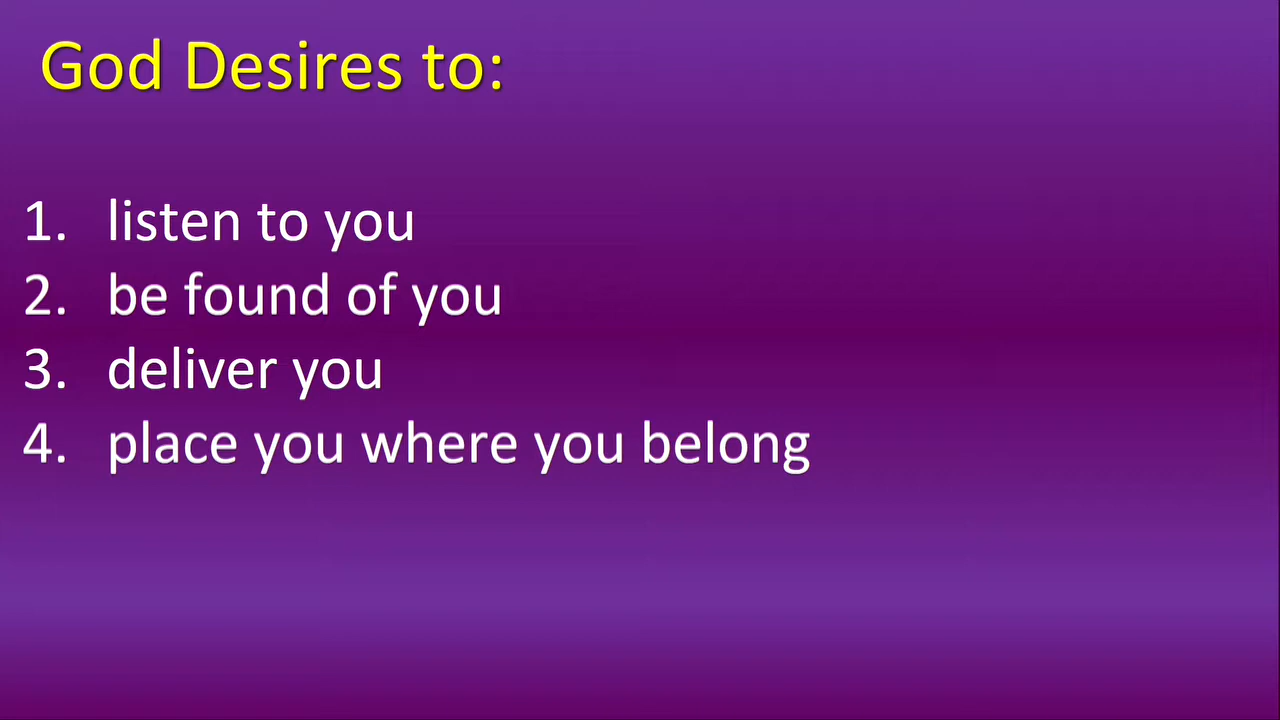 God Desires to:
1. listen to you
2. be found of you
3. deliver you
4. place you where you belong